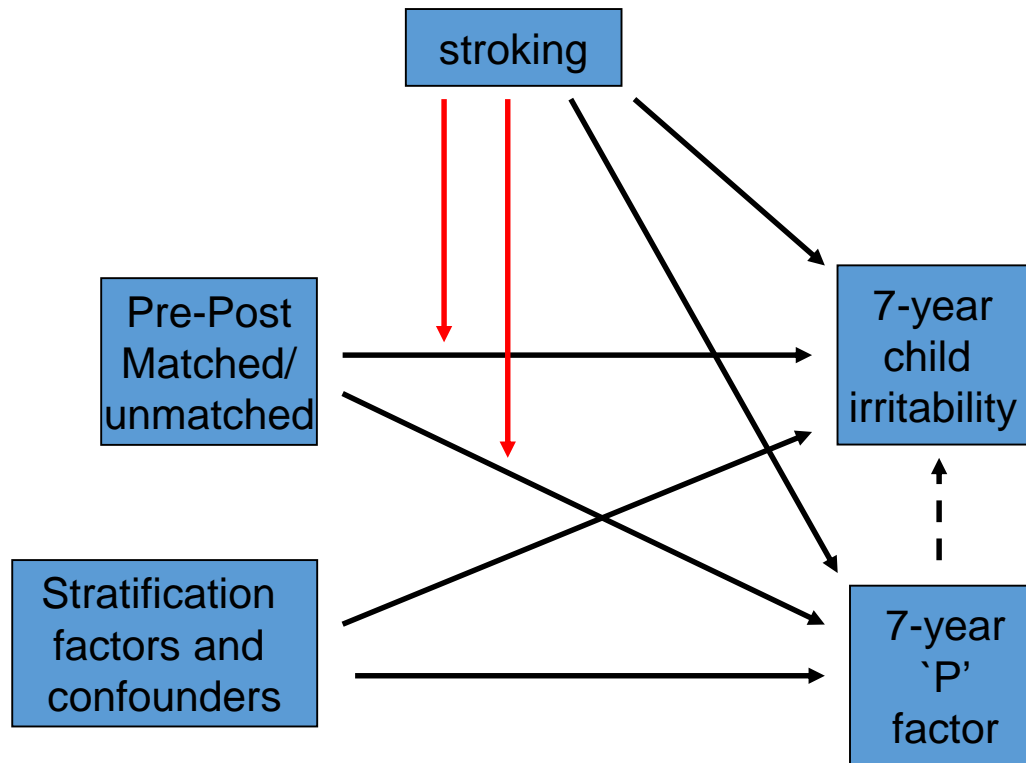 stroking
Pre-Post
Matched/
unmatched
7-year
child
irritability
Stratification
factors and
confounders
7-year
`P’
factor